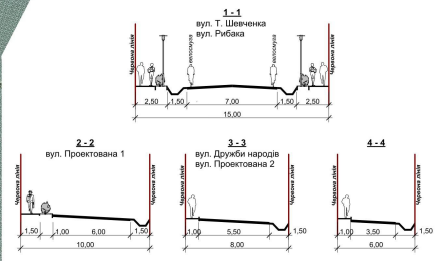 1 - 1
вул. Т. Шевченка
вул. Рибака
Червона лінія
велосмуга
велосмуга
Червона лінія
2,50 1,50 7,00 1,50 2,50
15,00
2 - 2
вул. Проектована 1
Червона лінія
Червона лінія
1,50 1,00 6,00 1,50
10,00
3 - 3
вул. Дружби народів
вул. Проектована 2
Червона лінія
Червона лінія
1,00 5,50 1,50
8,00
4 - 4
Червона лінія
Червона лінія
1,00 3,50 1,50
6,00